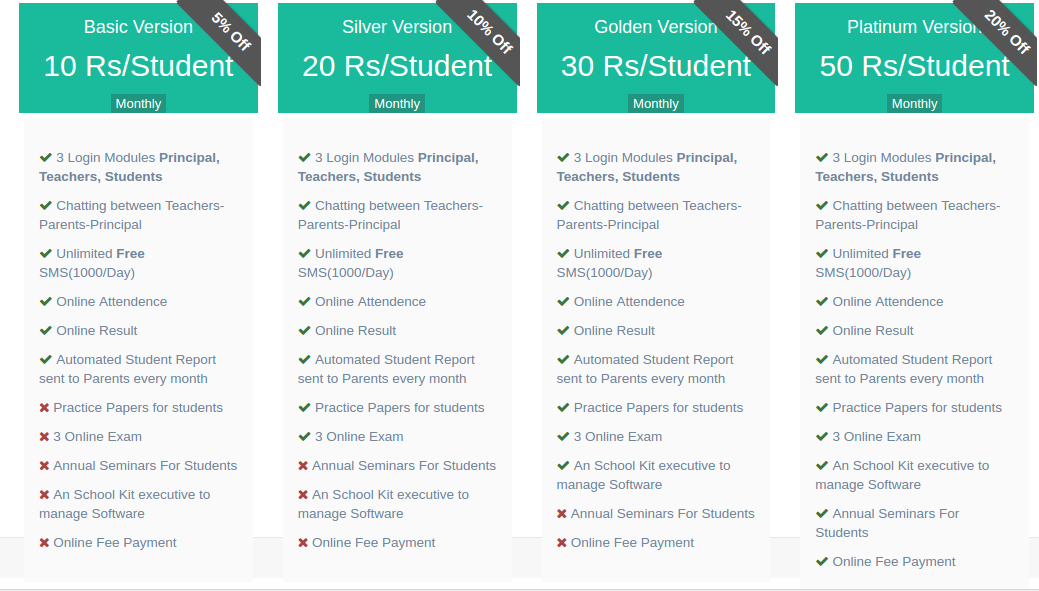 Basic Version
5% Off
10 Rs/Student
Monthly
3 Login Modules Principal,
Teachers, Students
Chatting between Teachers-
Parents-Principal
Unlimited Free
SMS(1000/Day)
Online Attendence
Online Result
Automated Student Report
sent to Parents every month
Practice Papers for students
3 Online Exam
Annual Seminars For Students
An School Kit executive to
manage Software
Online Fee Payment
Silver Version
10% Off
20 Rs/Student
Monthly
3 Login Modules Principal,
Teachers, Students
Chatting between Teachers-
Parents-Principal
Unlimited Free
SMS(1000/Day)
Online Attendence
Online Result
Automated Student Report
sent to Parents every month
Practice Papers for students
3 Online Exam
Annual Seminars For Students
An School Kit executive to
manage Software
Online Fee Payment
Golden Version
15% Off
30 Rs/Student
Monthly
3 Login Modules Principal,
Teachers, Students
Chatting between Teachers-
Parents-Principal
Unlimited Free
SMS(1000/Day)
Online Attendence
Online Result
Automated Student Report
sent to Parents every month
Practice Papers for students
3 Online Exam
An School Kit executive to
manage Software
Annual Seminars For Students
Online Fee Payment
Platinum Version
20% Off
50 Rs/Student
Monthly
3 Login Modules Principal,
Teachers, Students
Chatting between Teachers-
Parents-Principal
Unlimited Free
SMS(1000/Day)
Online Attendence
Online Result
Automated Student Report
sent to Parents every month
Practice Papers for students
3 Online Exam
An School Kit executive to
manage Software
Annual Seminars For
Students
Online Fee Payment